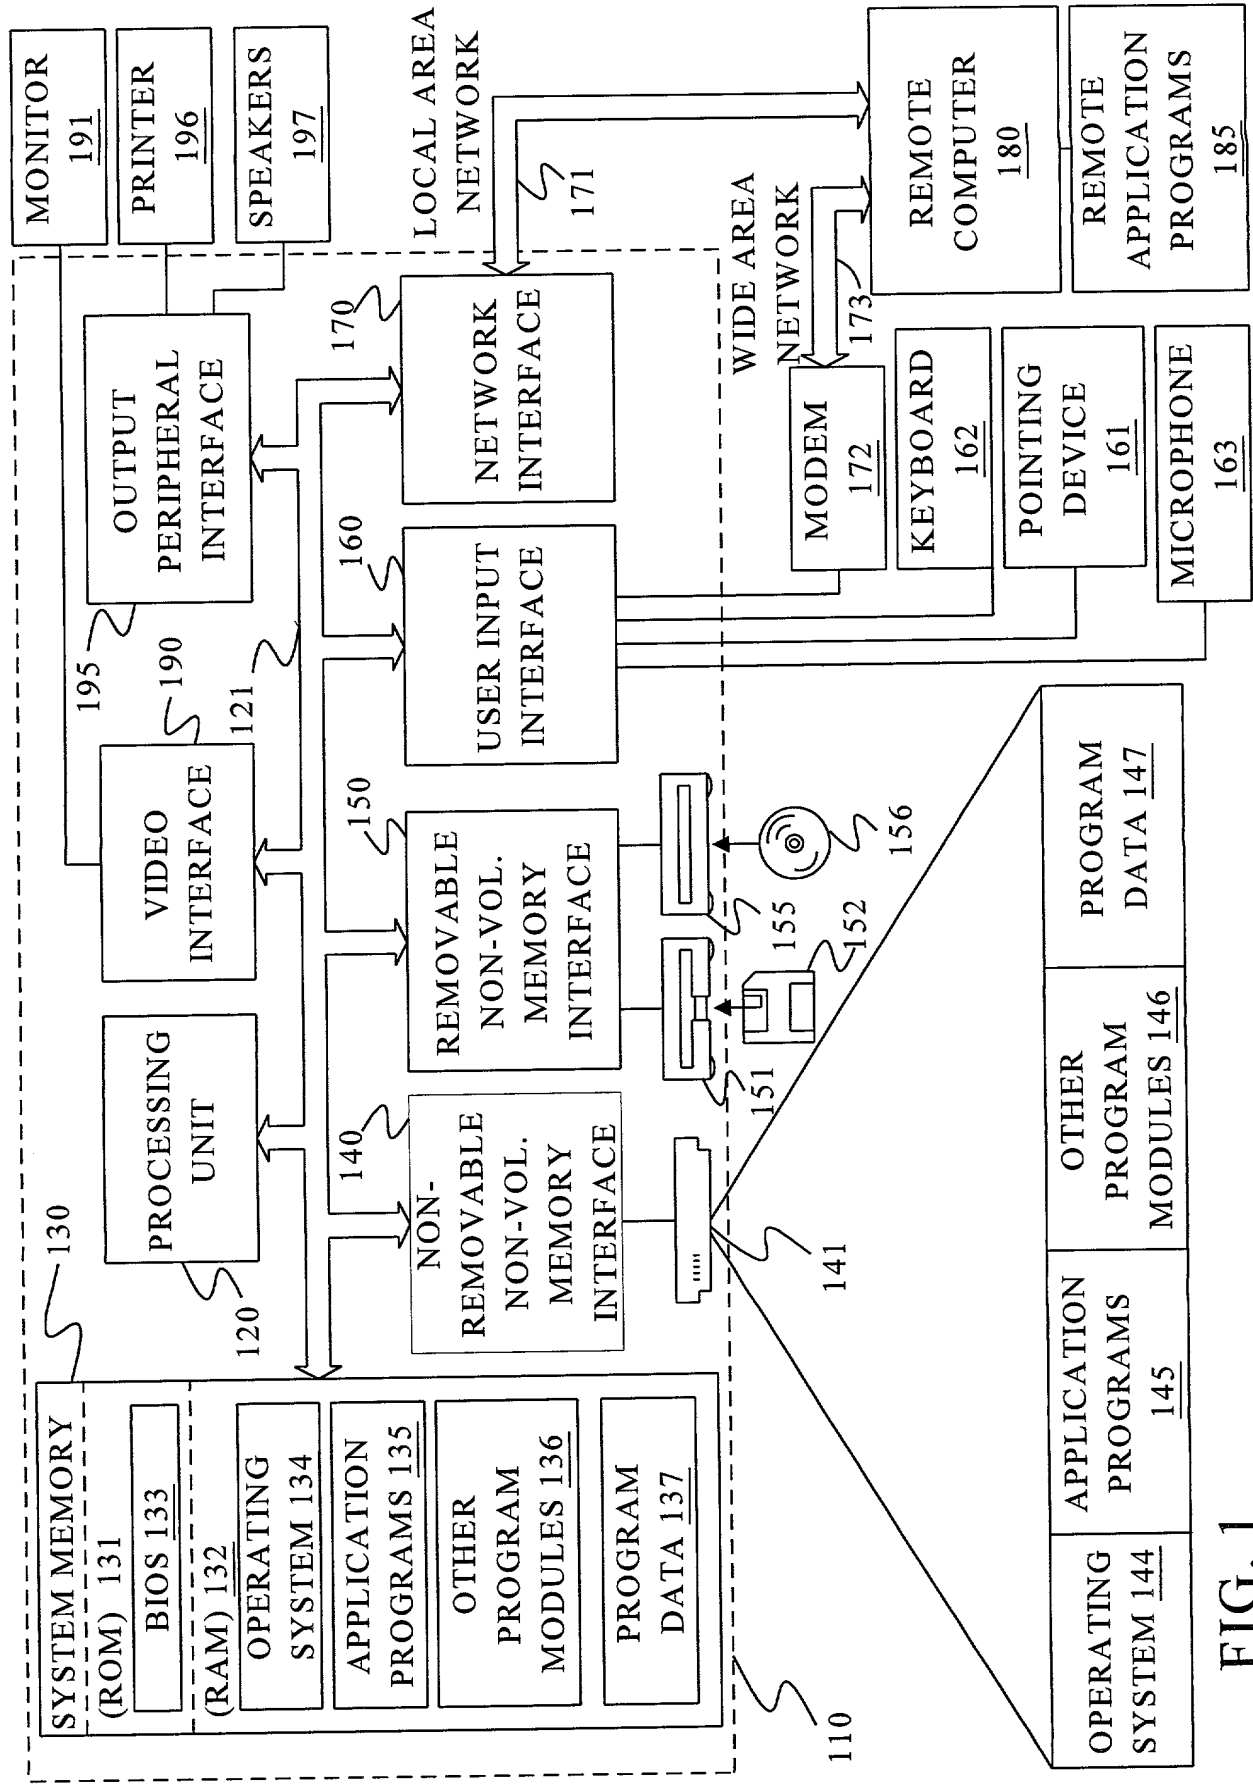 SYSTEM MEMORY
(ROM) 131
BIOS 133
(RAM) 132
OPERATING
SYSTEM 134
APPLICATION
PROGRAMS 135
OTHER
PROGRAM
MODULES 136
PROGRAM
DATA 137
130
120
PROCESSING
UNIT
190
VIDEO
INTERFACE
121
195
OUTPUT
PERIPHERAL
INTERFACE
MONITOR
191
PRINTER
196
SPEAKERS
197
140
NON-
REMOVABLE
NON-VOL.
MEMORY
INTERFACE
150
REMOVABLE
NON-VOL.
MEMORY
INTERFACE
160
USER INPUT
INTERFACE
170
NETWORK
INTERFACE
LOCAL AREA
NETWORK
171
141
151
152
155
156
WIDE AREA
NETWORK
173
MODEM
172
KEYBOARD
162
POINTING
DEVICE
161
MICROPHONE
163
REMOTE
COMPUTER
180
REMOTE
APPLICATION
PROGRAMS
185
110
OPERATING
SYSTEM 144
APPLICATION
PROGRAMS
145
OTHER
PROGRAM
MODULES 146
PROGRAM
DATA 147
FIG. 1